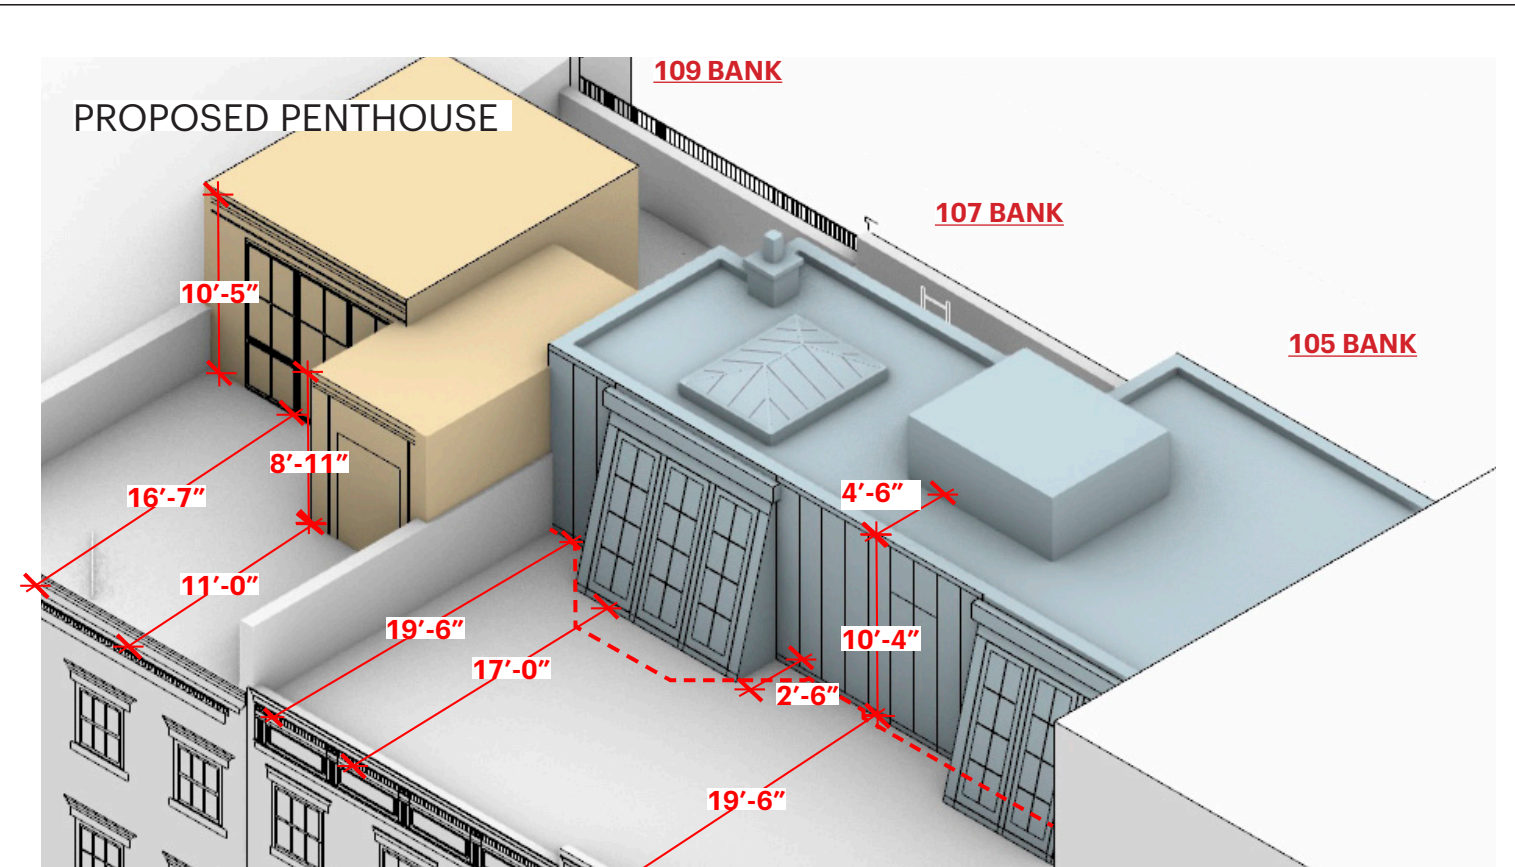 109 BANK
PROPOSED PENTHOUSE
107 BANK
10′-5″
105 BANK
8′-11″
16′-7″
4′-6″
11′-0″
19′-6″
10′-4″
17′-0″
2′-6″
19′-6″